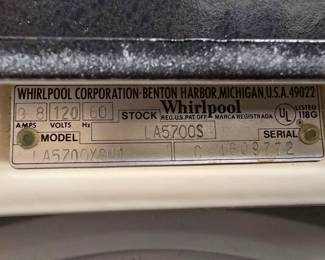 WHIRLPOOL CORPORATION·BENTON HARBOR, MICHIGAN, U.S.A. 49022
9.8 120 60 STOCK Whirlpool UL LISTED 118G
AMPS VOLTS Hz REG. U.S. PAT. OFF. MARCA REGISTRADA
LA5700S
MODEL SERIAL